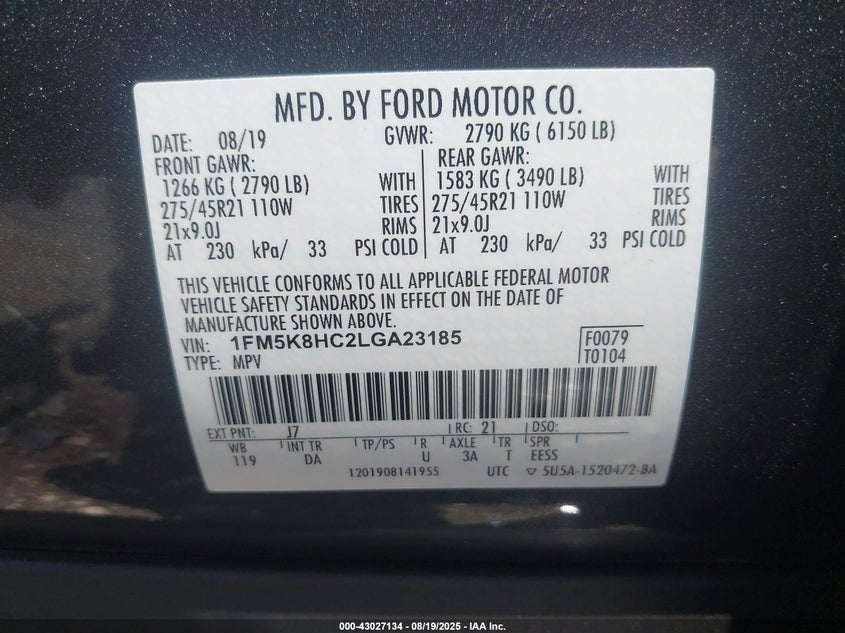 MFD. BY FORD MOTOR CO.
DATE: 08/19 GVWR: 2790 KG ( 6150 LB)
FRONT GAWR: REAR GAWR:
1266 KG ( 2790 LB) WITH 1583 KG ( 3490 LB) WITH
275/45R21 110W TIRES 275/45R21 110W TIRES
21x9.0J RIMS 21x9.0J RIMS
AT 230 kPa/ 33 PSI COLD AT 230 kPa/ 33 PSI COLD
THIS VEHICLE CONFORMS TO ALL APPLICABLE FEDERAL MOTOR
VEHICLE SAFETY STANDARDS IN EFFECT ON THE DATE OF
MANUFACTURE SHOWN ABOVE.
VIN: 1FM5K8HC2LGA23185 F0079
TYPE: MPV T0104
EXT PNT: J7 RC: 21 DSO:
WB INT TR TP/PS R AXLE TR SPR
119 DA U 3A T EESS
1201908141955 UTC ▽ 5U5A-1520472-BA
000-43027134 - 08/19/2025 - IAA Inc.